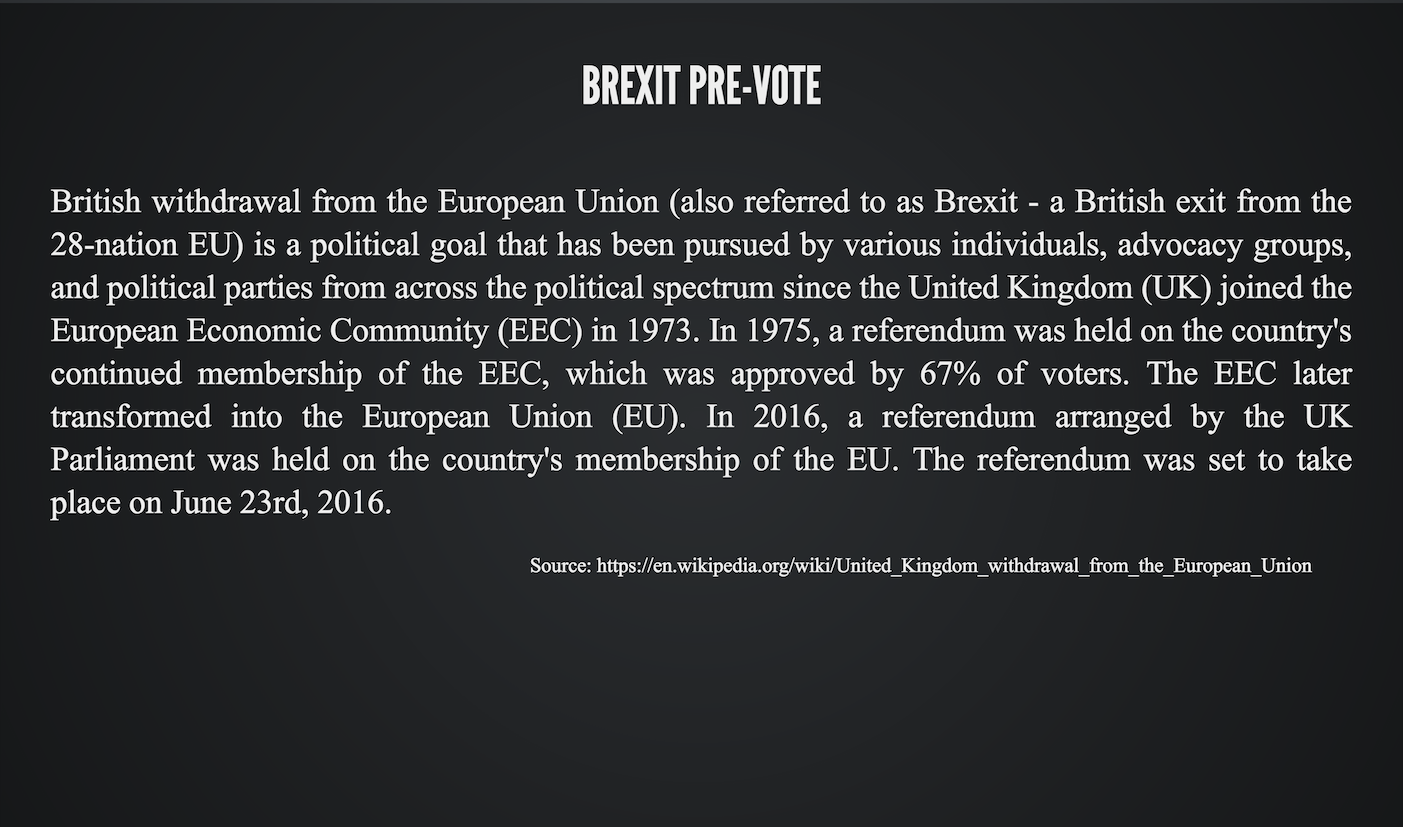 BREXIT PRE-VOTE
British withdrawal from the European Union (also referred to as Brexit - a British exit from the
28-nation EU) is a political goal that has been pursued by various individuals, advocacy groups,
and political parties from across the political spectrum since the United Kingdom (UK) joined the
European Economic Community (EEC) in 1973. In 1975, a referendum was held on the country's
continued membership of the EEC, which was approved by 67% of voters. The EEC later
transformed into the European Union (EU). In 2016, a referendum arranged by the UK
Parliament was held on the country's membership of the EU. The referendum was set to take
place on June 23rd, 2016.
Source: https://en.wikipedia.org/wiki/United_Kingdom_withdrawal_from_the_European_Union